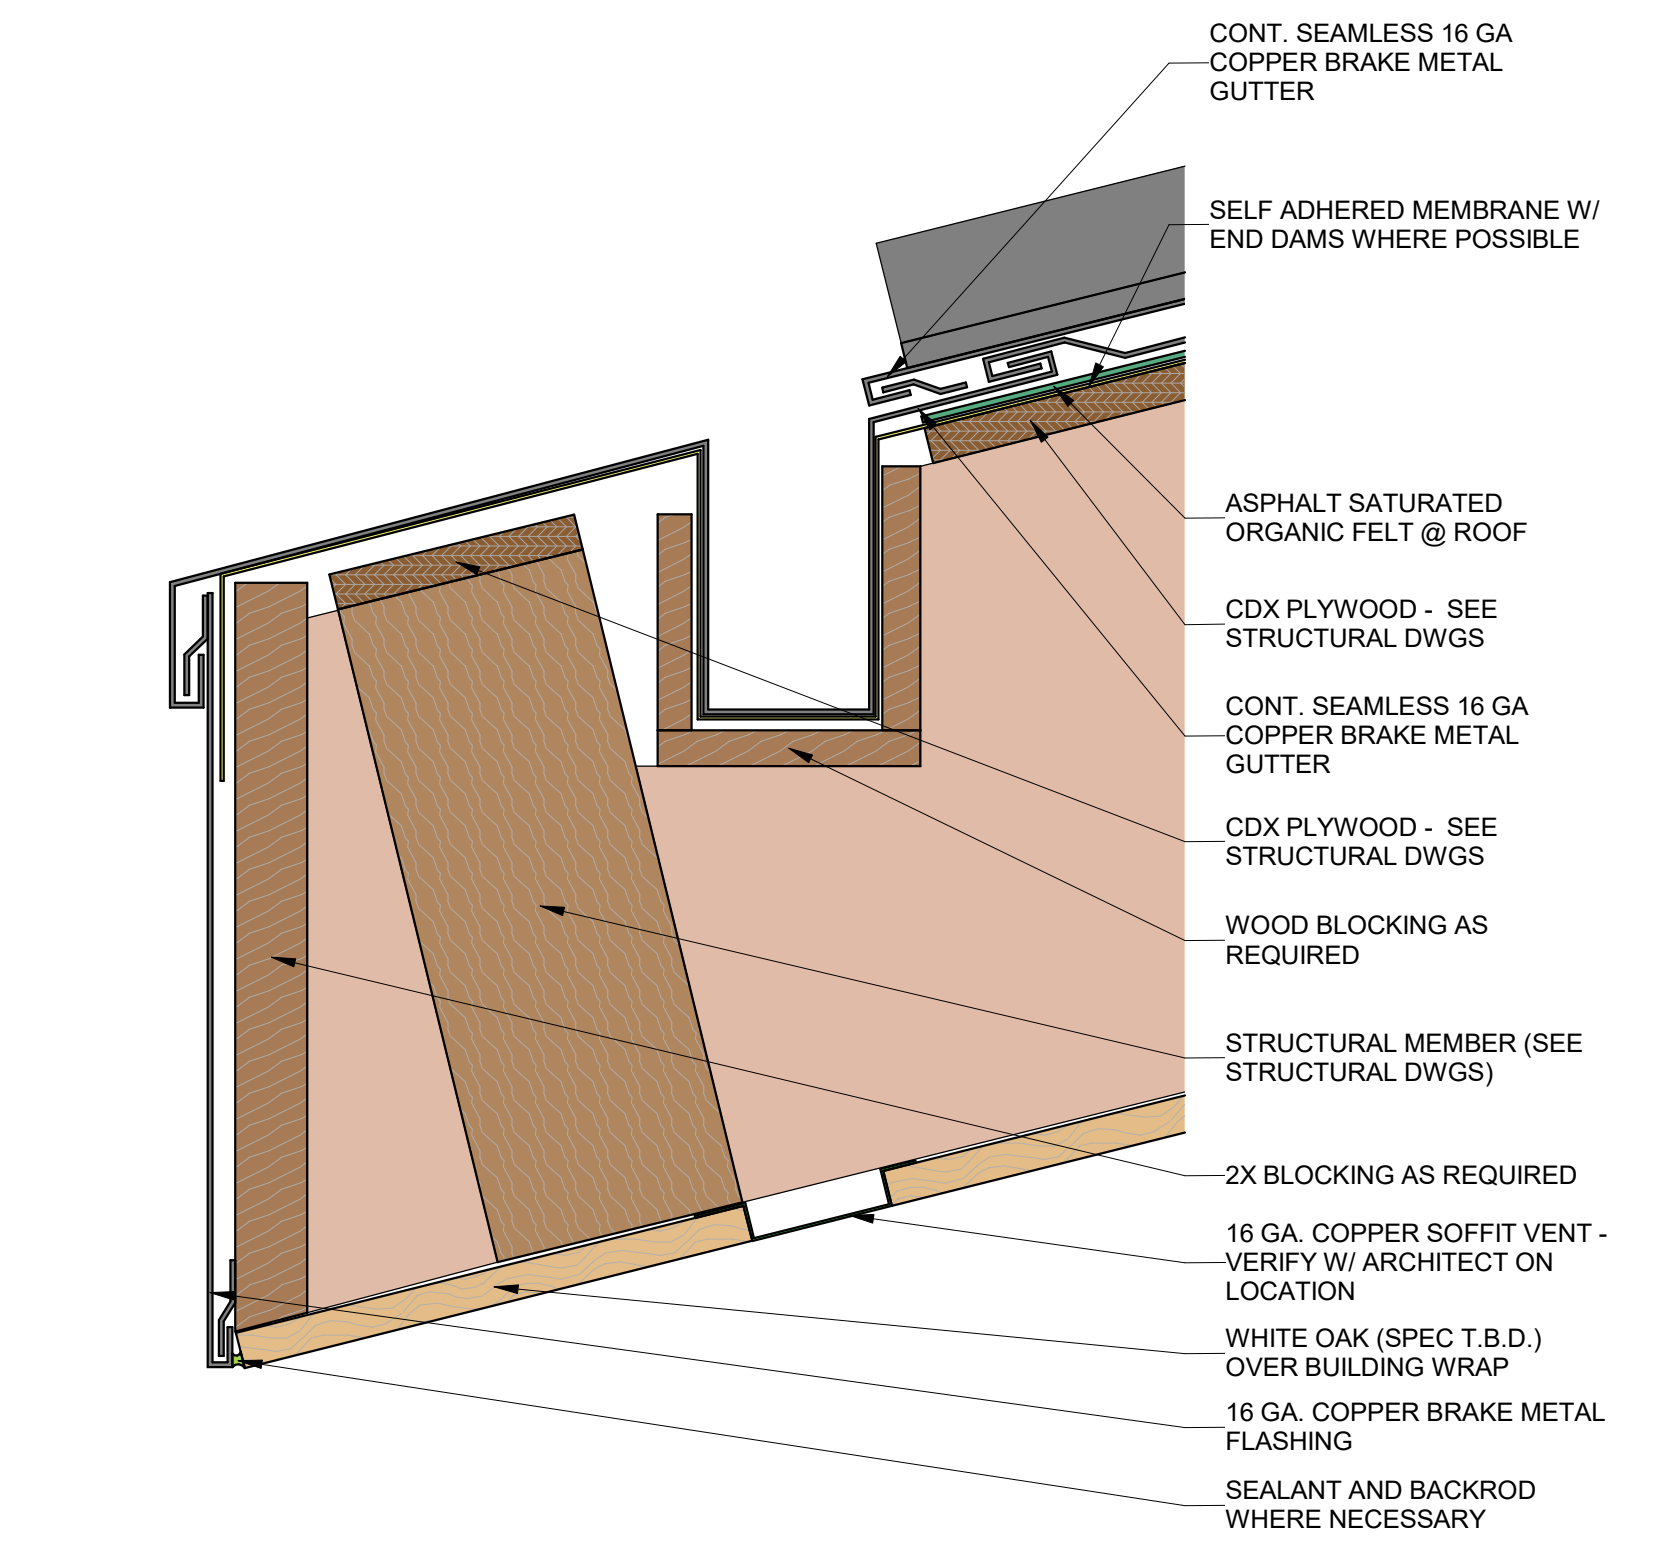 CONT. SEAMLESS 16 GA
COPPER BRAKE METAL
GUTTER
SELF ADHERED MEMBRANE W/
END DAMS WHERE POSSIBLE
ASPHALT SATURATED
ORGANIC FELT @ ROOF
CDX PLYWOOD - SEE
STRUCTURAL DWGS
CONT. SEAMLESS 16 GA
COPPER BRAKE METAL
GUTTER
CDX PLYWOOD - SEE
STRUCTURAL DWGS
WOOD BLOCKING AS
REQUIRED
STRUCTURAL MEMBER (SEE
STRUCTURAL DWGS)
2X BLOCKING AS REQUIRED
16 GA. COPPER SOFFIT VENT -
VERIFY W/ ARCHITECT ON
LOCATION
WHITE OAK (SPEC T.B.D.)
OVER BUILDING WRAP
16 GA. COPPER BRAKE METAL
FLASHING
SEALANT AND BACKROD
WHERE NECESSARY